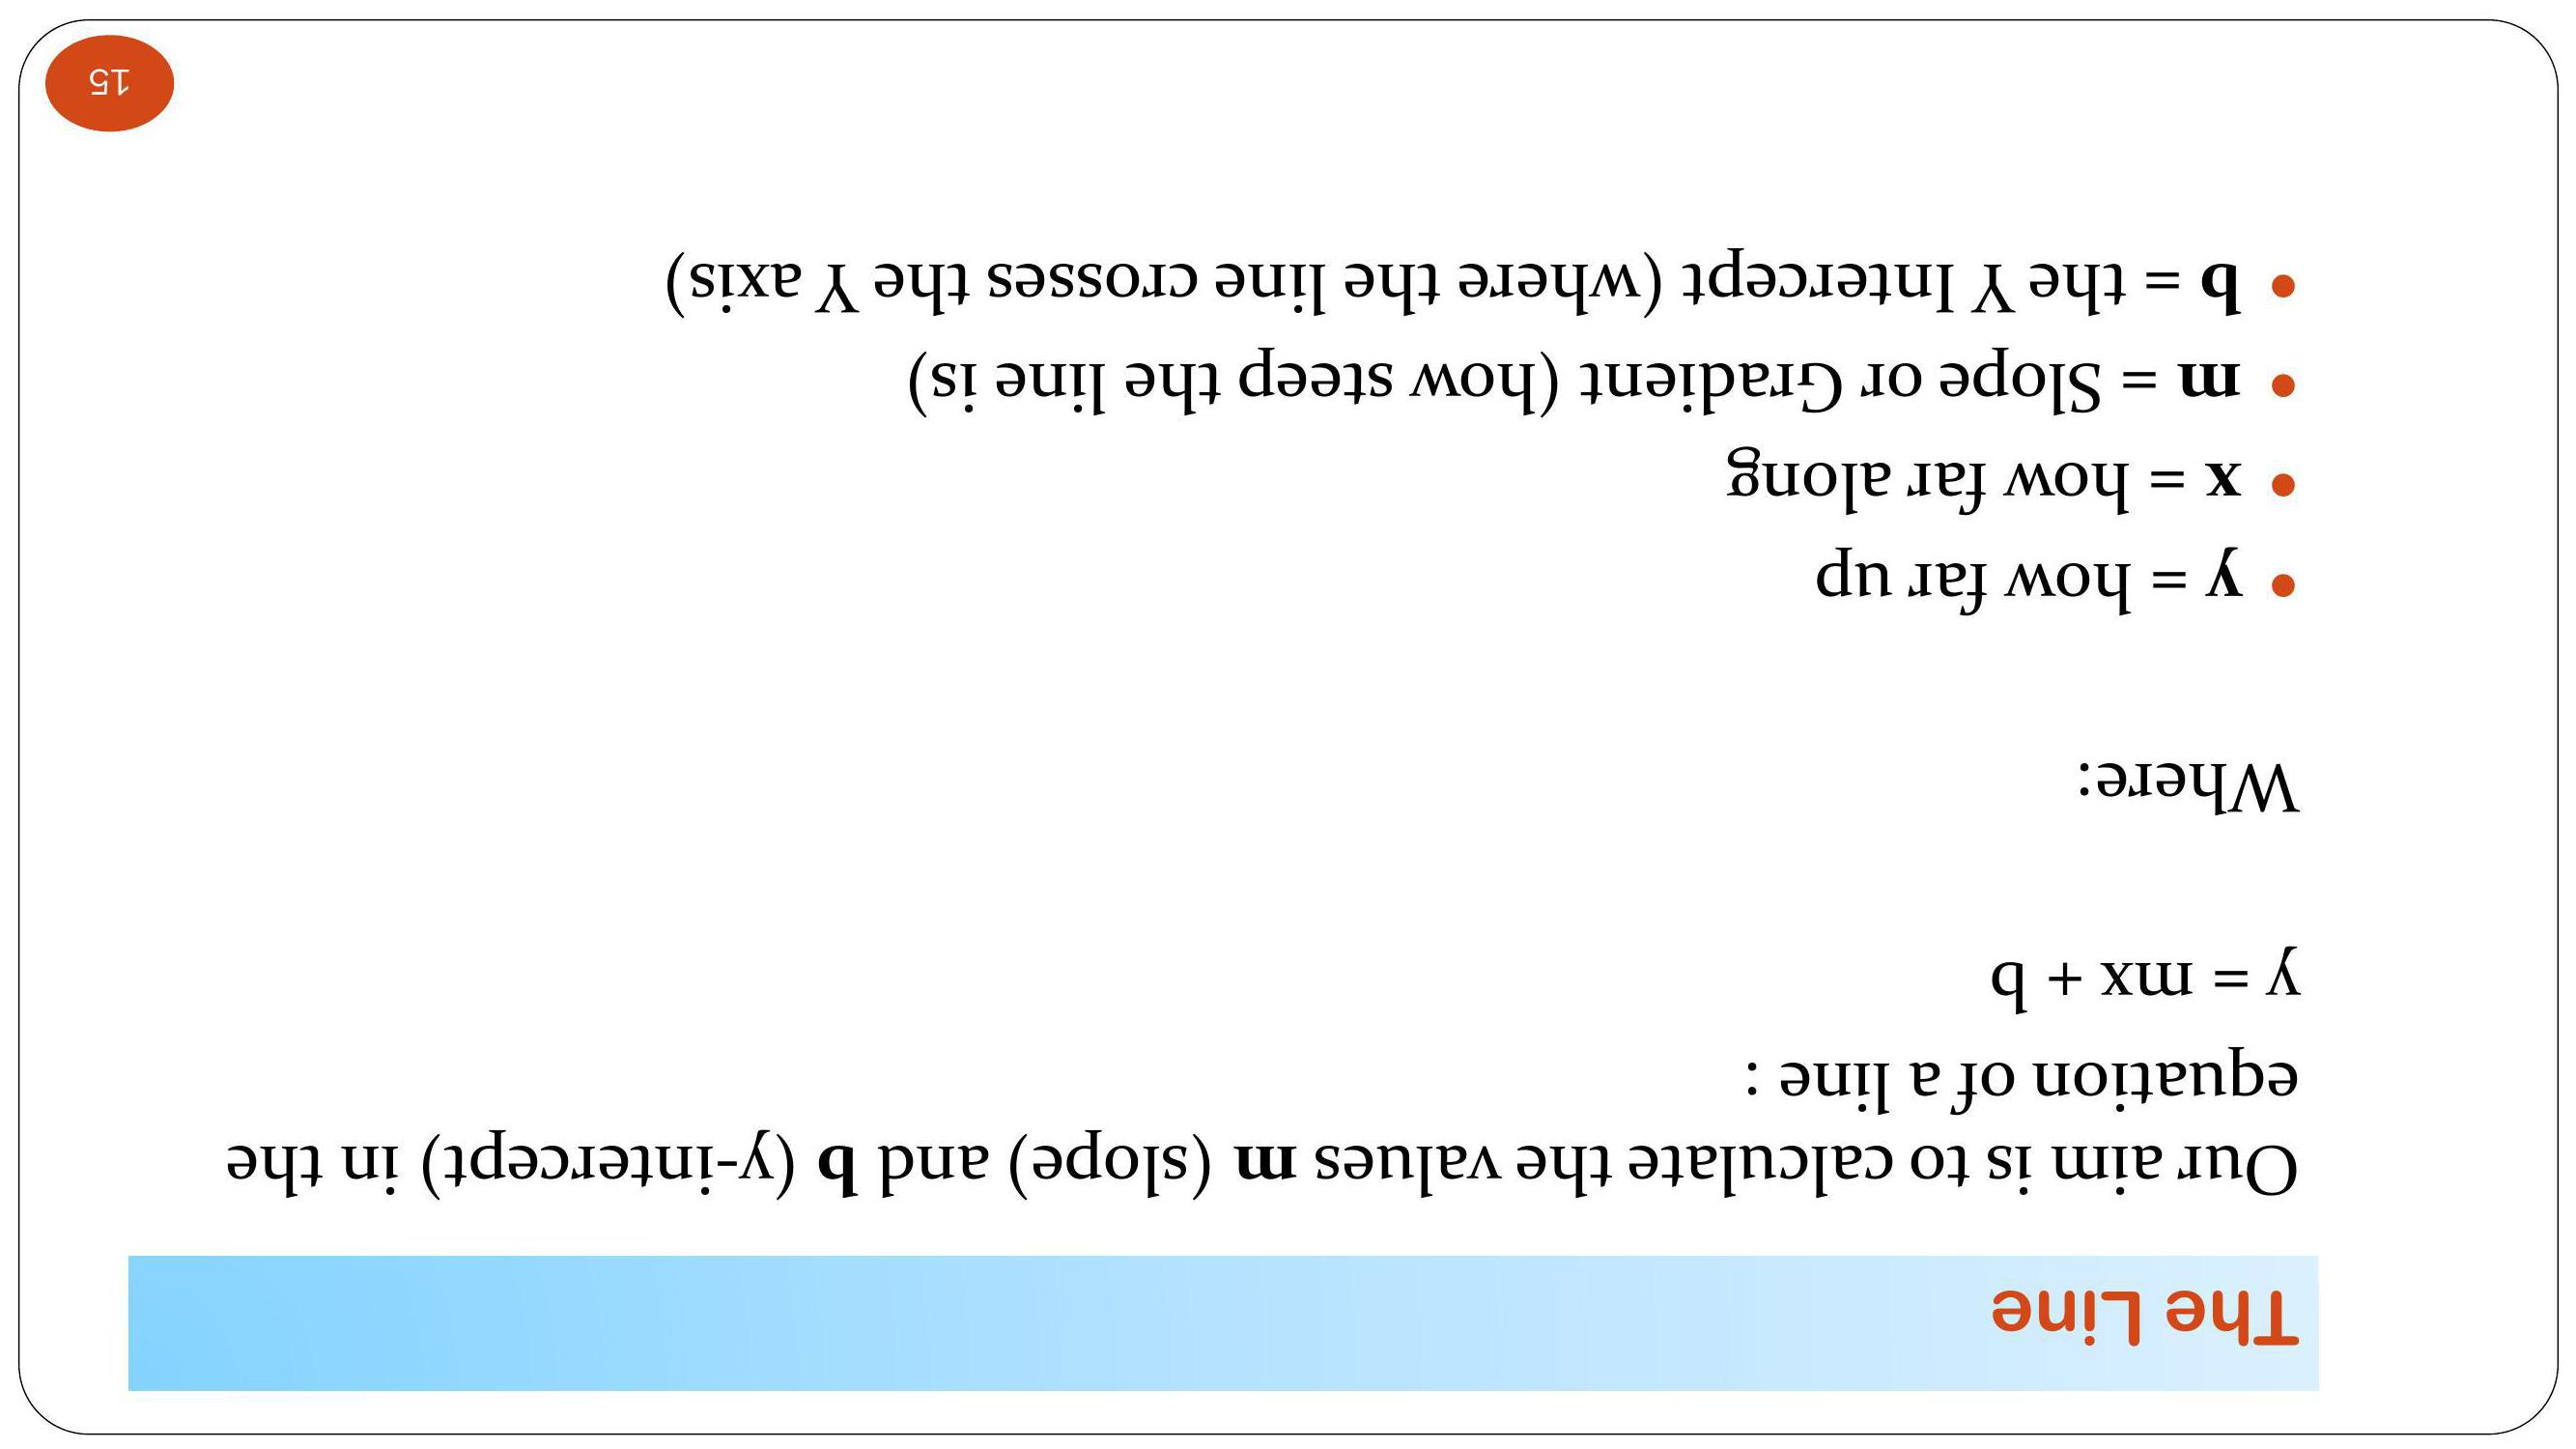 The Line
Our aim is to calculate the values m (slope) and b (y-intercept) in the
equation of a line :
y = mx + b
Where:
• y = how far up
• x = how far along
• m = Slope or Gradient (how steep the line is)
• b = the Y Intercept (where the line crosses the Y axis)
15